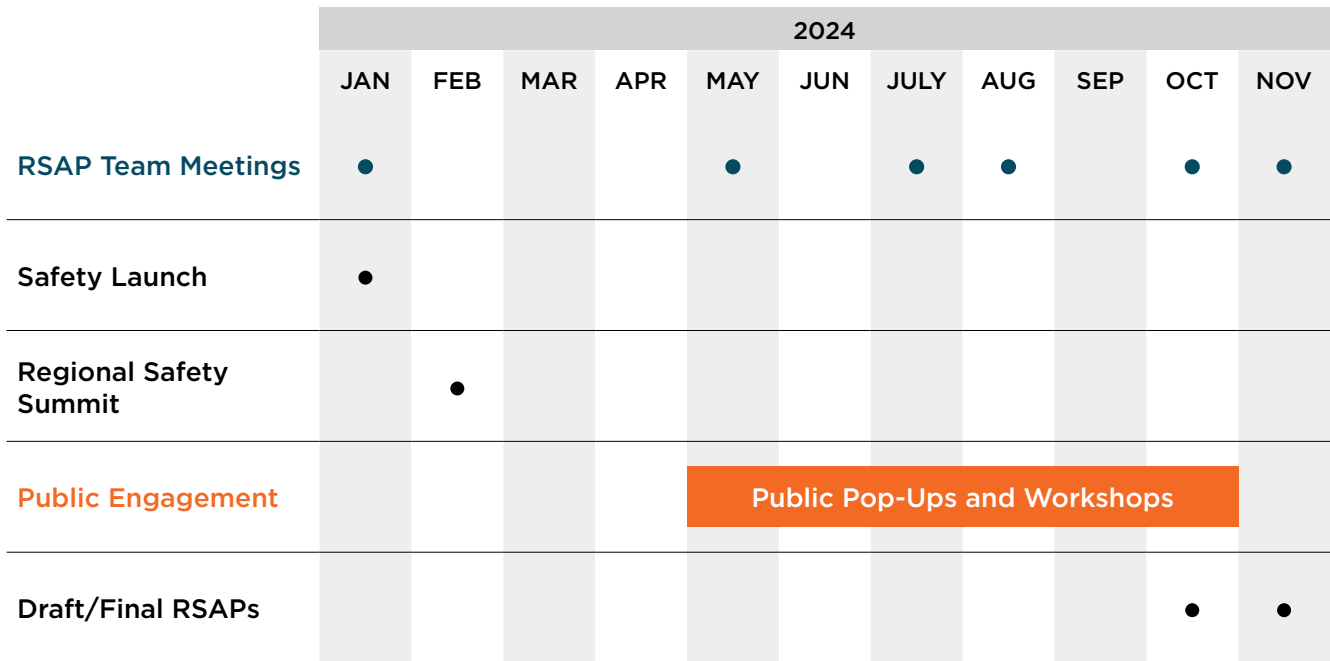 2024
JAN FEB MAR APR MAY JUN JULY AUG SEP OCT NOV
RSAP Team Meetings
Safety Launch
Regional Safety
Summit
Public Engagement
Public Pop-Ups and Workshops
Draft/Final RSAPs